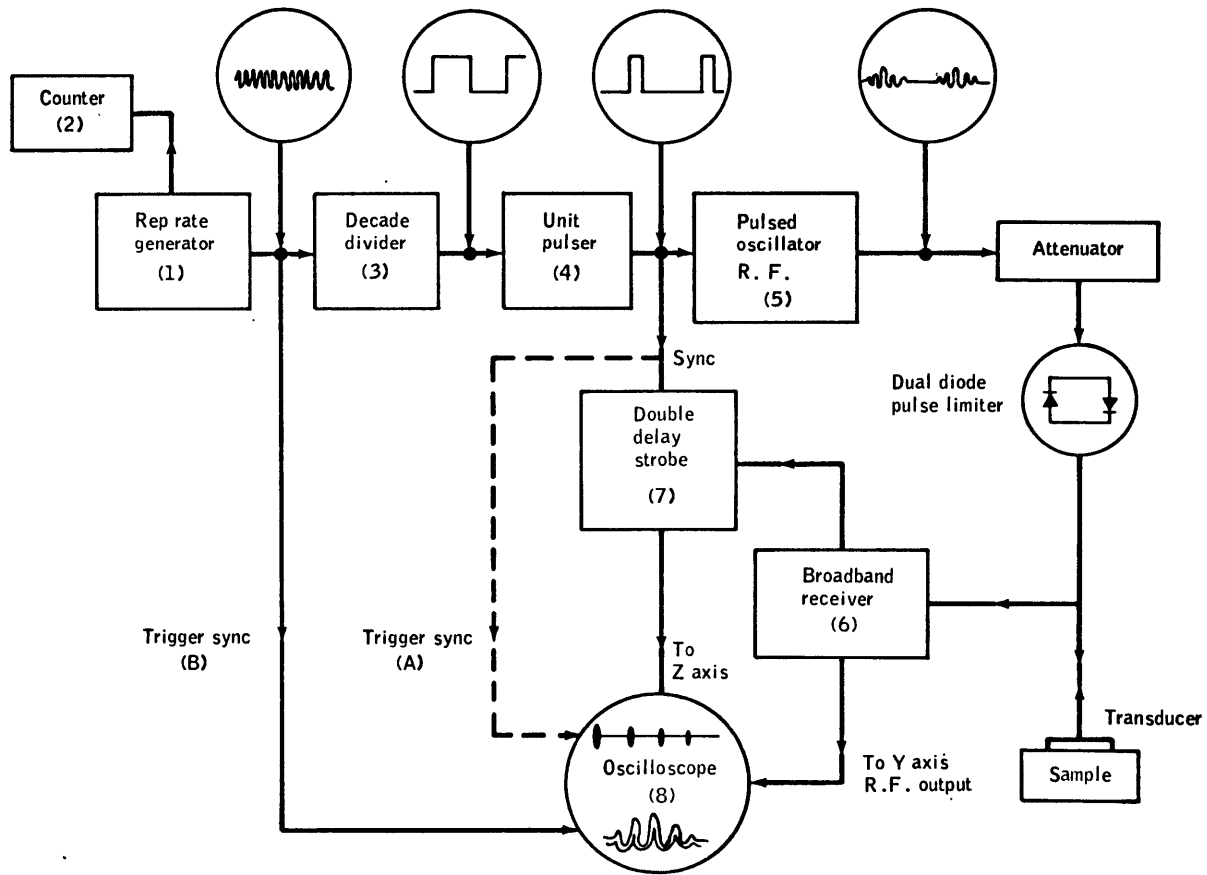 Counter
(2)
Rep rate
generator
(1)
Decade
divider
(3)
Unit
pulser
(4)
Pulsed
oscillator
R. F.
(5)
Attenuator
Sync
Dual diode
pulse limiter
Double
delay
strobe
(7)
Broadband
receiver
(6)
Trigger sync
(B)
Trigger sync
(A)
To
Z axis
Transducer
Sample
To Y axis
R.F. output
Oscilloscope
(8)